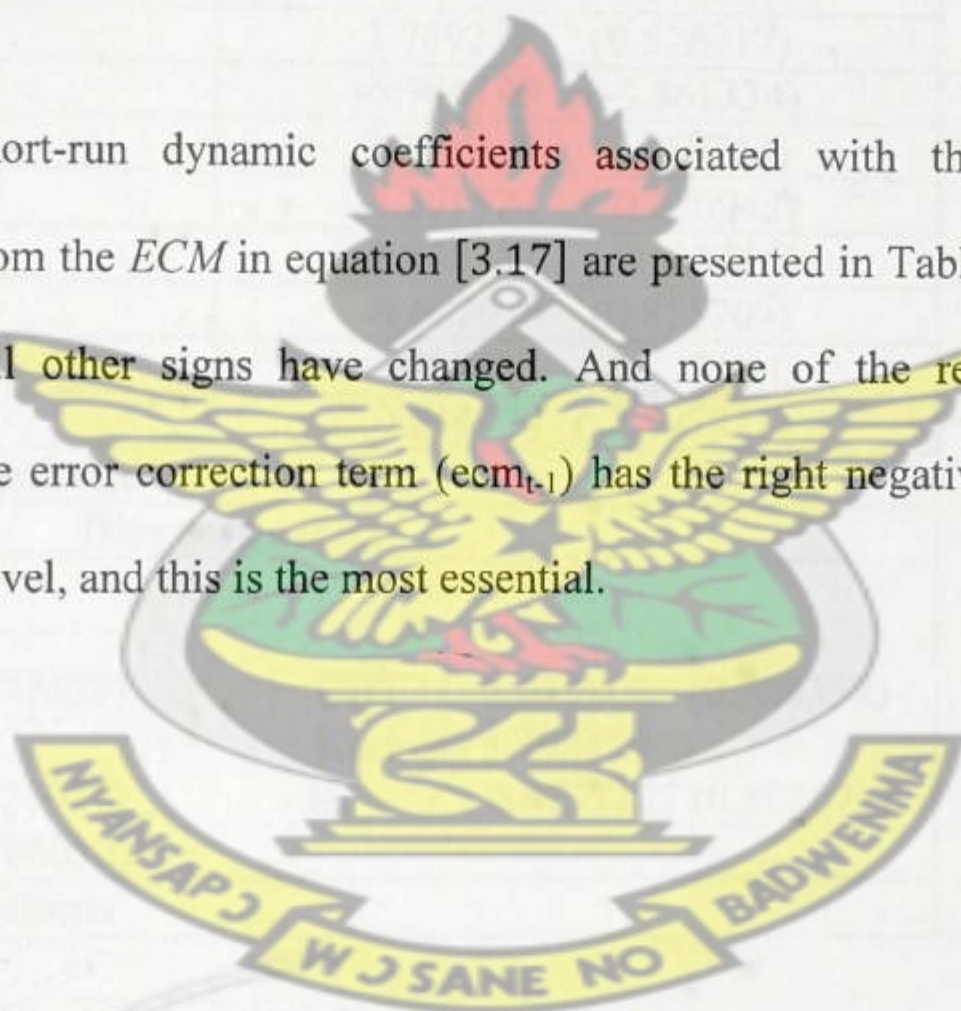 ort-run dynamic coefficients associated with th
om the ECM in equation [3.17] are presented in Tabl
l other signs have changed. And none of the re
e error correction term (ecmₜ₋₁) has the right negativ
vel, and this is the most essential.
NYANSAPƆ
WƆSANE NO
BADWENMA